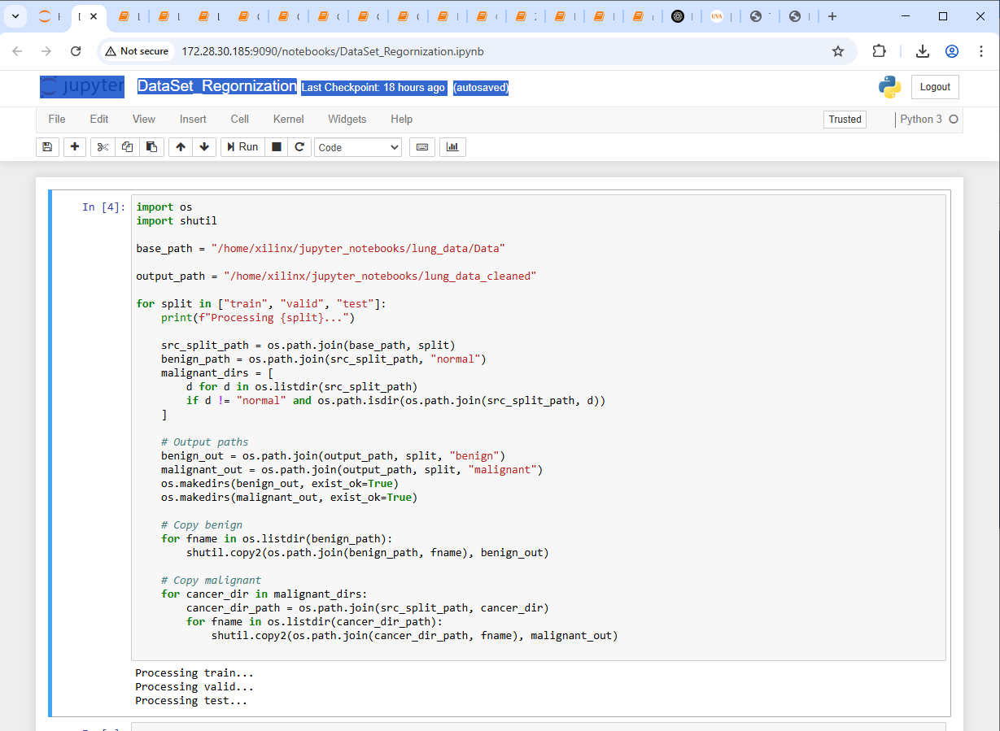 Not secure 172.28.30.185:9090/notebooks/DataSet_Regornization.ipynb
jupyter DataSet_Regornization Last Checkpoint: 18 hours ago (autosaved)
Logout
File Edit View Insert Cell Kernel Widgets Help Trusted Python 3
Run Code
In [4]:
import os
import shutil

base_path = "/home/xilinx/jupyter_notebooks/lung_data/Data"

output_path = "/home/xilinx/jupyter_notebooks/lung_data_cleaned"

for split in ["train", "valid", "test"]:
    print(f"Processing {split}...")

    src_split_path = os.path.join(base_path, split)
    benign_path = os.path.join(src_split_path, "normal")
    malignant_dirs = [
        d for d in os.listdir(src_split_path)
        if d != "normal" and os.path.isdir(os.path.join(src_split_path, d))
    ]

    # Output paths
    benign_out = os.path.join(output_path, split, "benign")
    malignant_out = os.path.join(output_path, split, "malignant")
    os.makedirs(benign_out, exist_ok=True)
    os.makedirs(malignant_out, exist_ok=True)

    # Copy benign
    for fname in os.listdir(benign_path):
        shutil.copy2(os.path.join(benign_path, fname), benign_out)

    # Copy malignant
    for cancer_dir in malignant_dirs:
        cancer_dir_path = os.path.join(src_split_path, cancer_dir)
        for fname in os.listdir(cancer_dir_path):
            shutil.copy2(os.path.join(cancer_dir_path, fname), malignant_out)

Processing train...
Processing valid...
Processing test...